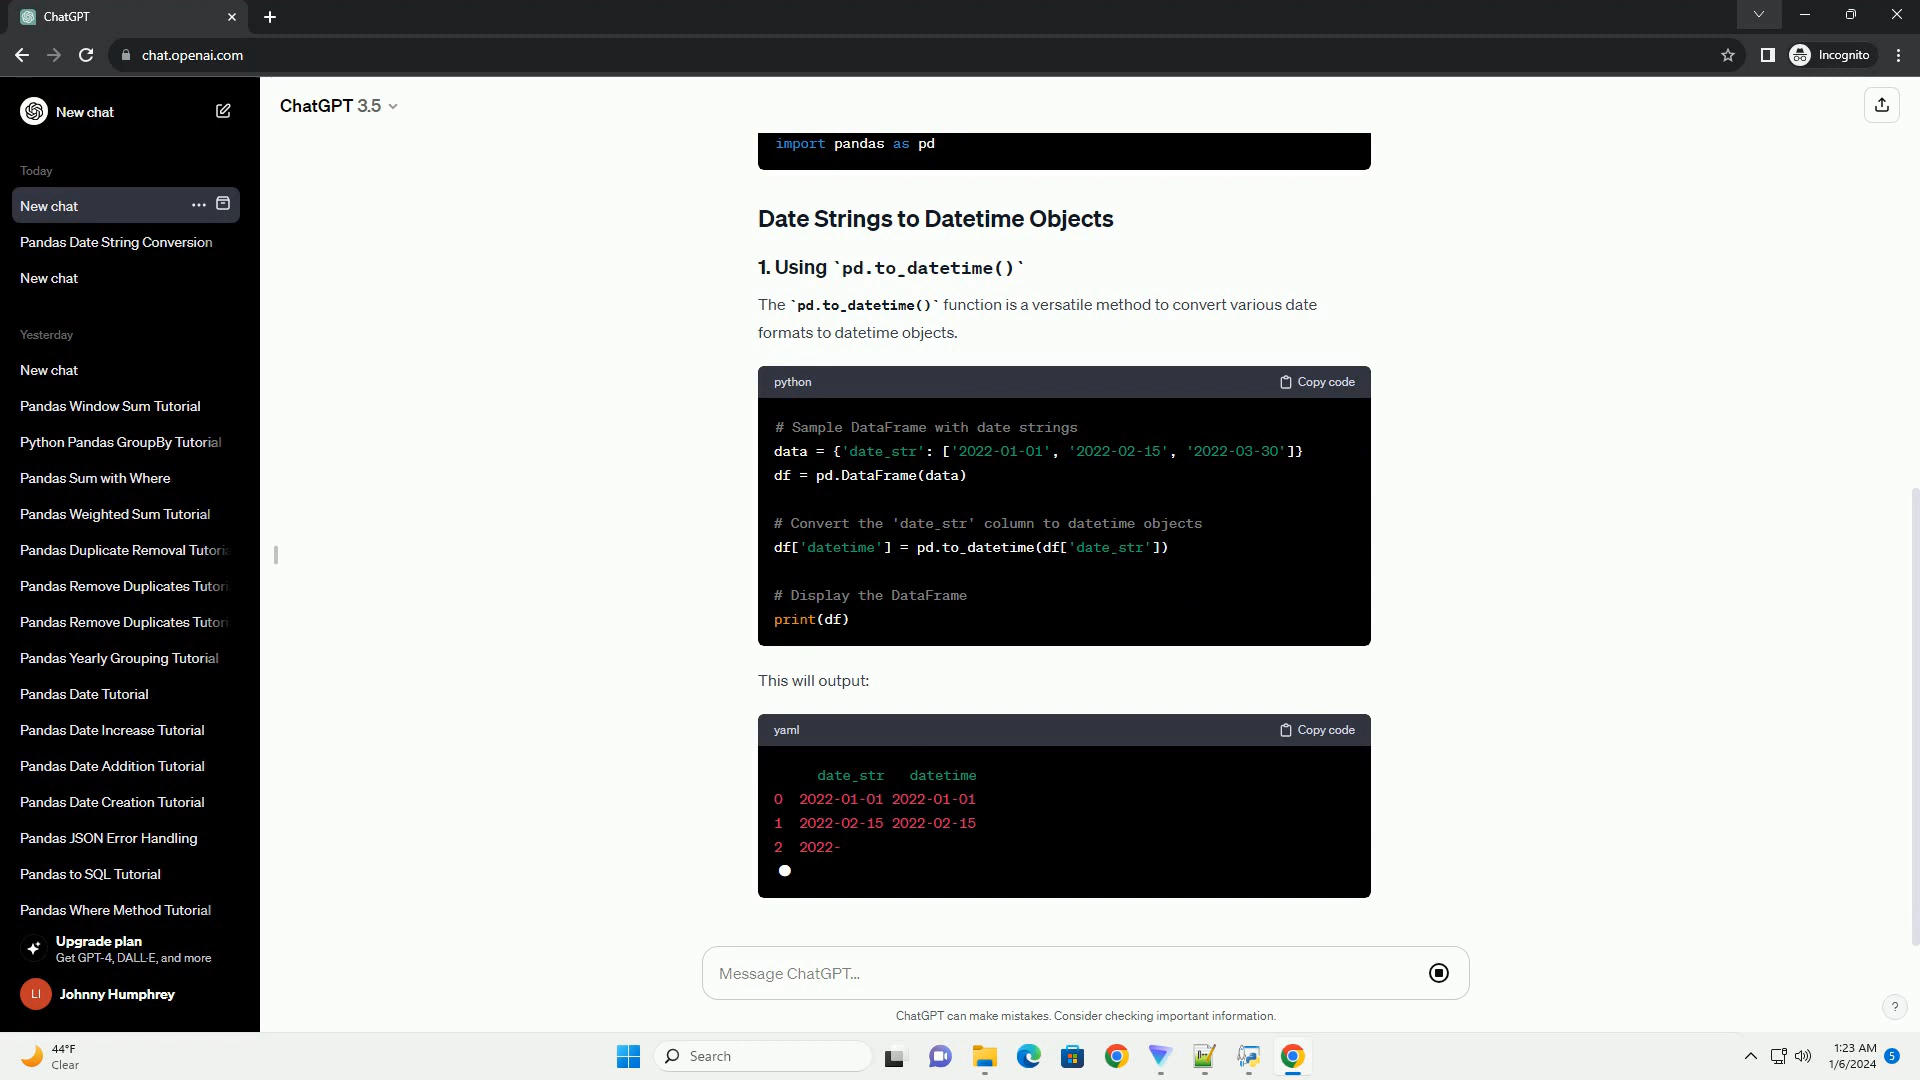 ChatGPT
chat.openai.com
Incognito
New chat
Today
New chat
Pandas Date String Conversion
New chat
Yesterday
New chat
Pandas Window Sum Tutorial
Python Pandas GroupBy Tutorial
Pandas Sum with Where
Pandas Weighted Sum Tutorial
Pandas Duplicate Removal Tutoria
Pandas Remove Duplicates Tutori
Pandas Remove Duplicates Tutori
Pandas Yearly Grouping Tutorial
Pandas Date Tutorial
Pandas Date Increase Tutorial
Pandas Date Addition Tutorial
Pandas Date Creation Tutorial
Pandas JSON Error Handling
Pandas to SQL Tutorial
Pandas Where Method Tutorial
Upgrade plan
Get GPT-4, DALL·E, and more
LI
Johnny Humphrey
ChatGPT 3.5
import pandas as pd
Date Strings to Datetime Objects
1. Using `pd.to_datetime()`
The `pd.to_datetime()` function is a versatile method to convert various date
formats to datetime objects.
python
Copy code
# Sample DataFrame with date strings
data = {'date_str': ['2022-01-01', '2022-02-15', '2022-03-30']}
df = pd.DataFrame(data)
# Convert the 'date_str' column to datetime objects
df['datetime'] = pd.to_datetime(df['date_str'])
# Display the DataFrame
print(df)
This will output:
yaml
Copy code
date_str datetime
0 2022-01-01 2022-01-01
1 2022-02-15 2022-02-15
2 2022-
Message ChatGPT...
ChatGPT can make mistakes. Consider checking important information.
?
44°F
Clear
Search
1:23 AM
1/6/2024
5